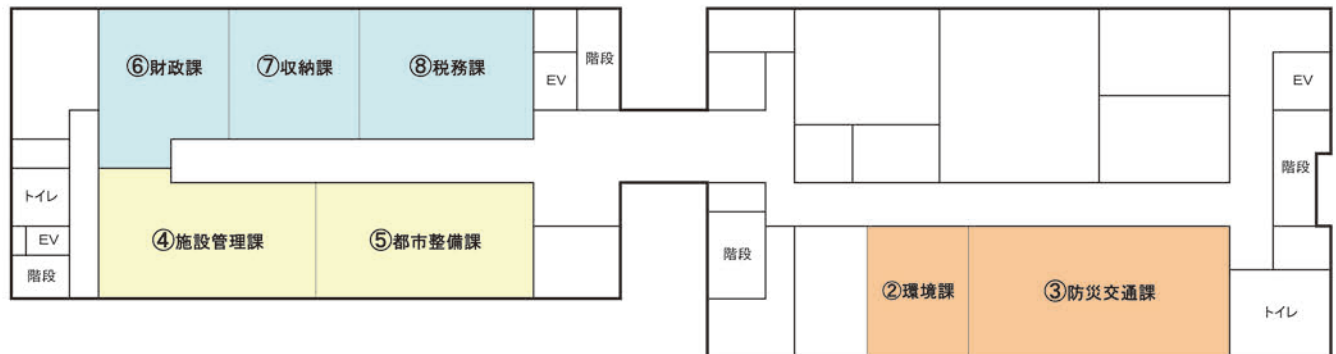 ⑥財政課
⑦収納課
⑧税務課
EV
階段
トイレ
EV
階段
④施設管理課
⑤都市整備課
EV
階段
階段
②環境課
③防災交通課
トイレ